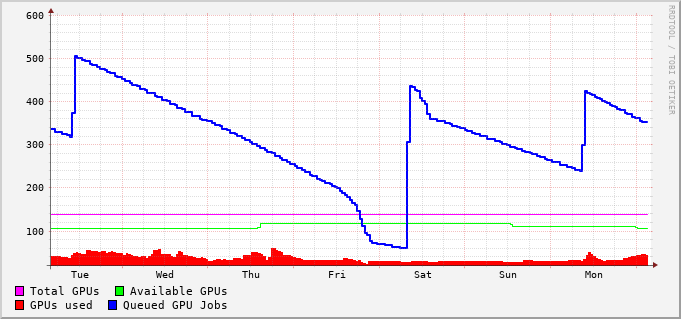 600
500
400
300
200
100
Tue Wed Thu Fri Sat Sun Mon
Total GPUs Available GPUs
GPUs used Queued GPU Jobs
RRDTOOL / TOBI OETIKER